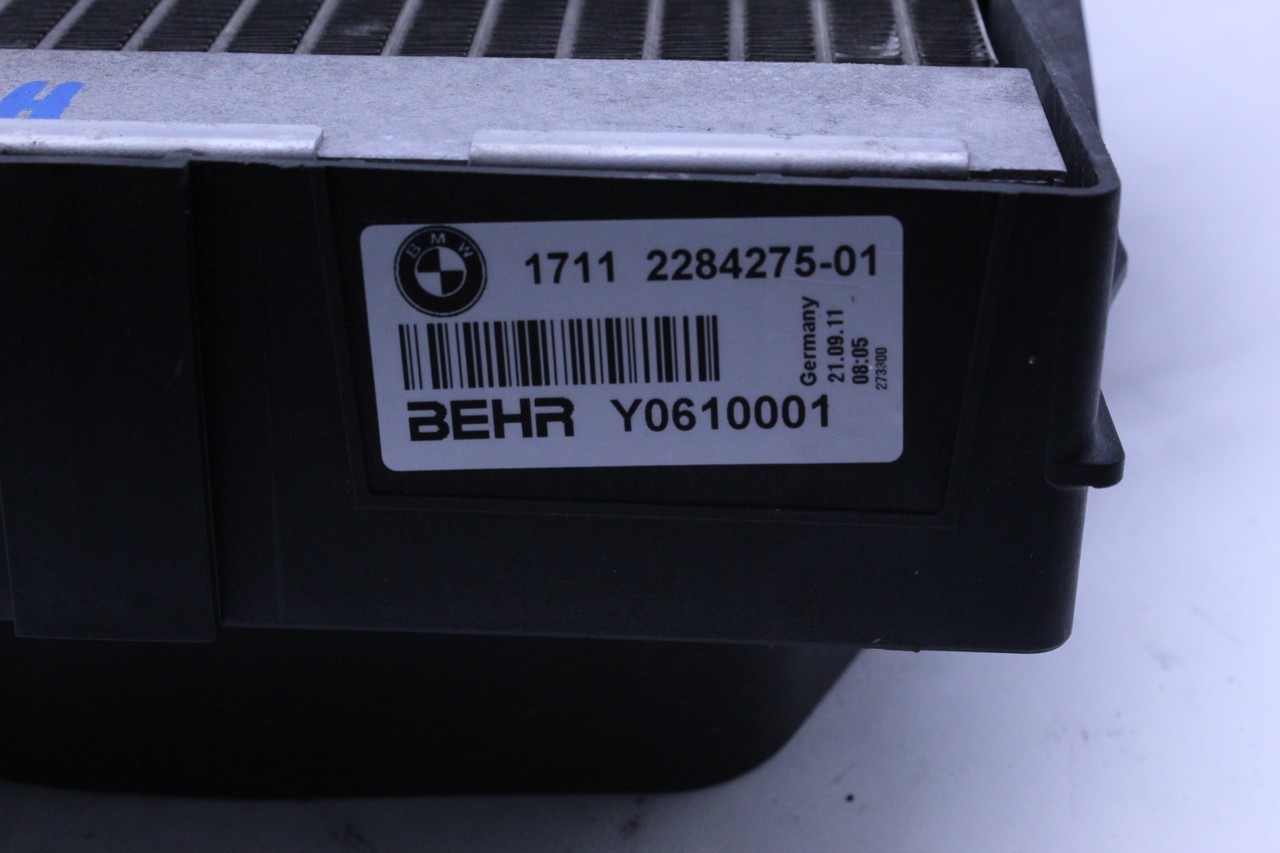 H
BMW
1711 2284275-01
Germany
21.09.11
08:05
273300
BEHR Y0610001